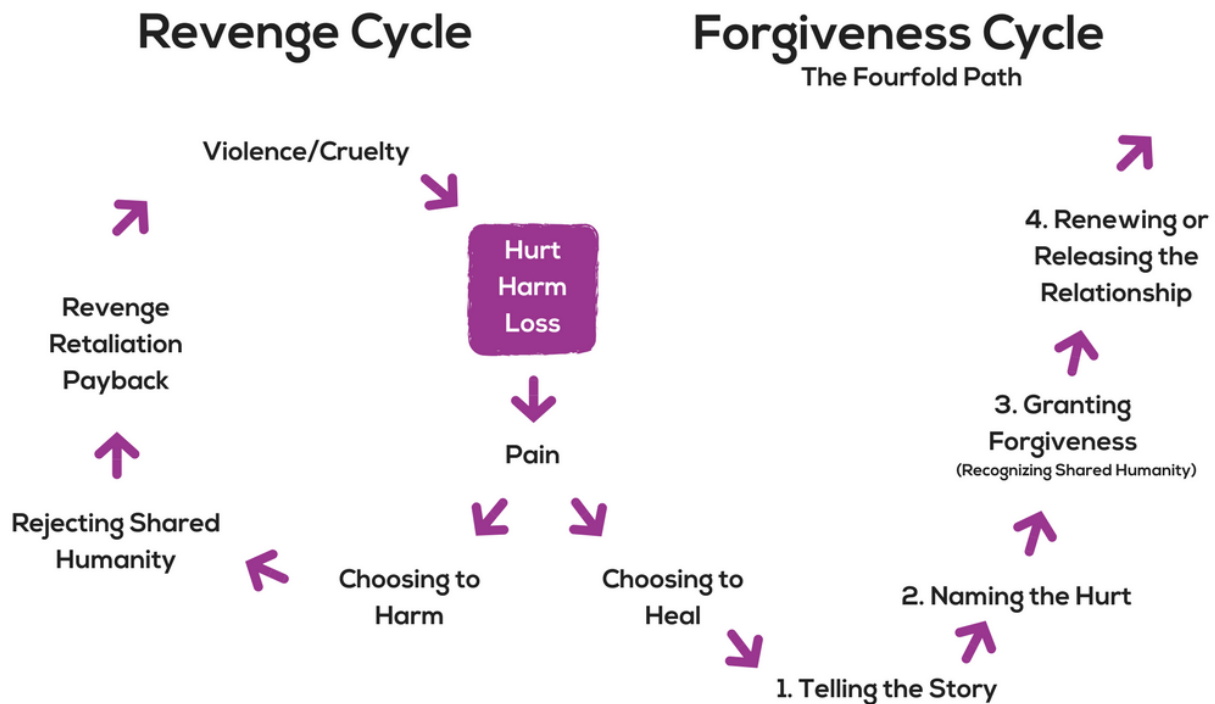 Revenge Cycle
Forgiveness Cycle
The Fourfold Path
Violence/Cruelty
Hurt
Harm
Loss
Revenge
Retaliation
Payback
Pain
Rejecting Shared
Humanity
Choosing to
Harm
Choosing to
Heal
1. Telling the Story
2. Naming the Hurt
3. Granting
Forgiveness
(Recognizing Shared Humanity)
4. Renewing or
Releasing the
Relationship